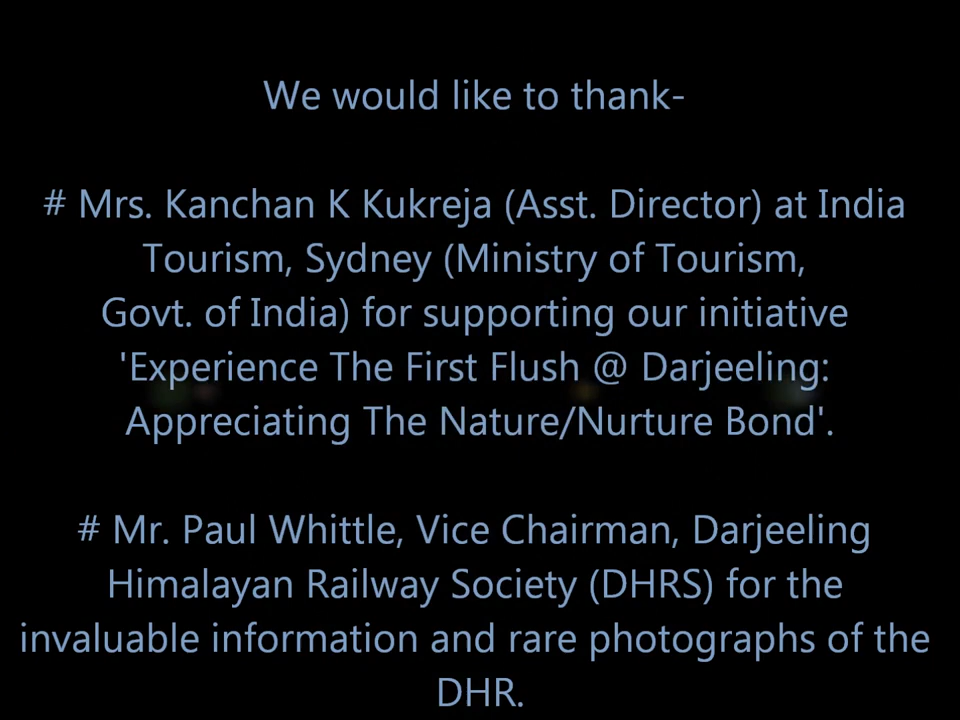 We would like to thank-
# Mrs. Kanchan K Kukreja (Asst. Director) at India
Tourism, Sydney (Ministry of Tourism,
Govt. of India) for supporting our initiative
'Experience The First Flush @ Darjeeling:
Appreciating The Nature/Nurture Bond'.
# Mr. Paul Whittle, Vice Chairman, Darjeeling
Himalayan Railway Society (DHRS) for the
invaluable information and rare photographs of the
DHR.